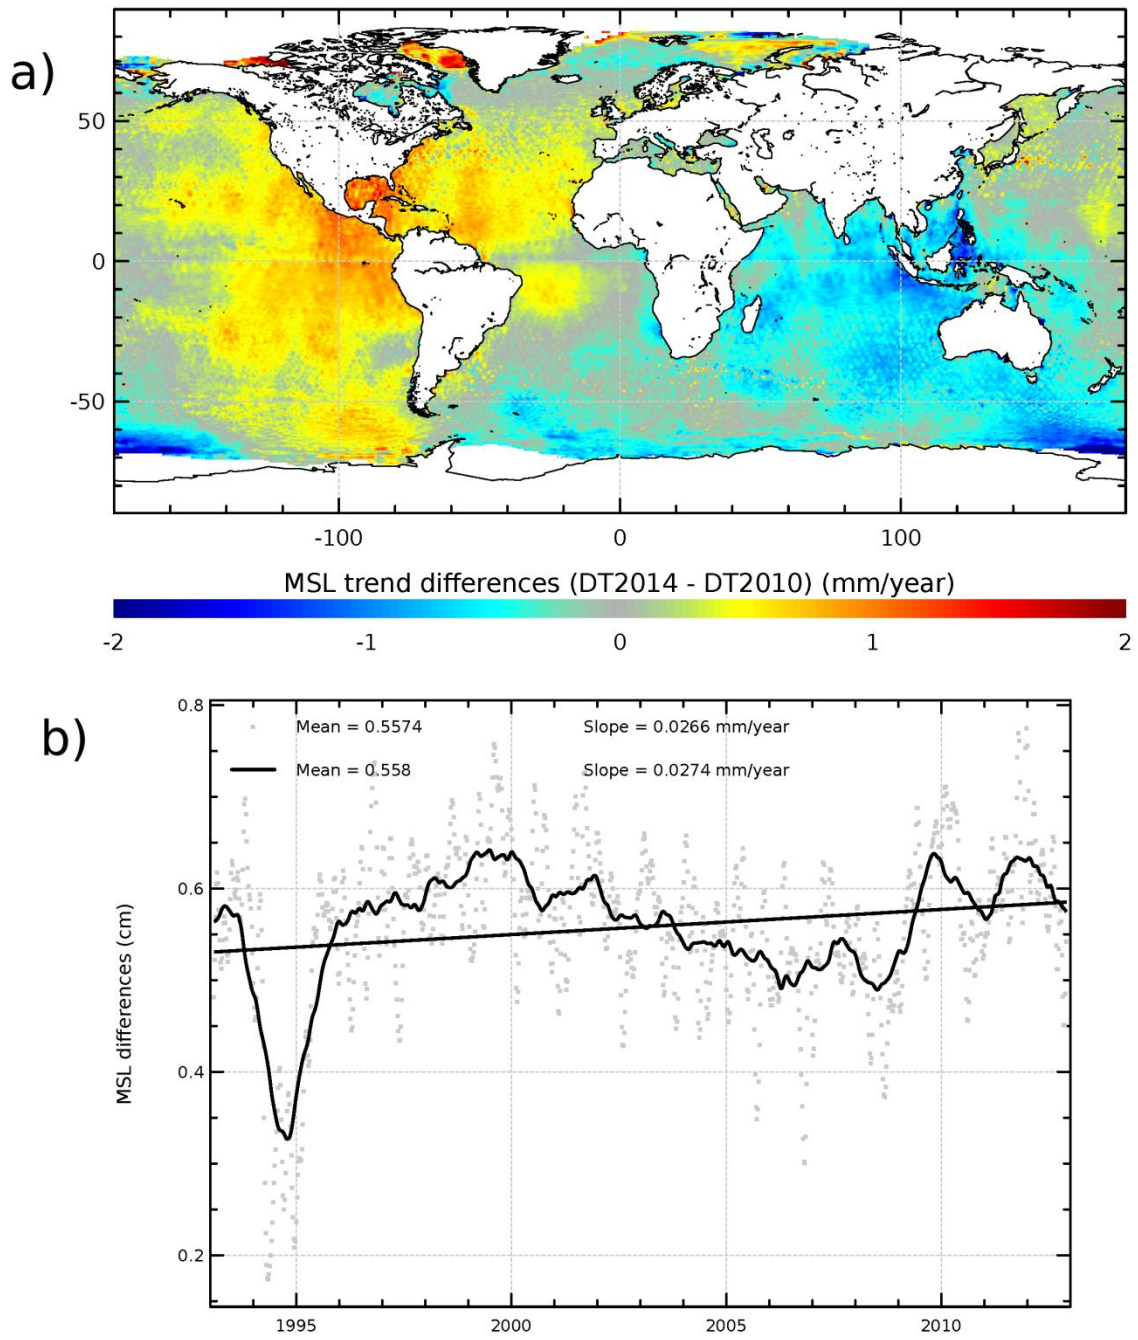 a)
50
0
-50
-100
0
100
MSL trend differences (DT2014 - DT2010) (mm/year)
-2
-1
0
1
2
b)
0.8
Mean = 0.5574
Slope = 0.0266 mm/year
Mean = 0.558
Slope = 0.0274 mm/year
0.6
0.4
0.2
MSL differences (cm)
1995
2000
2005
2010